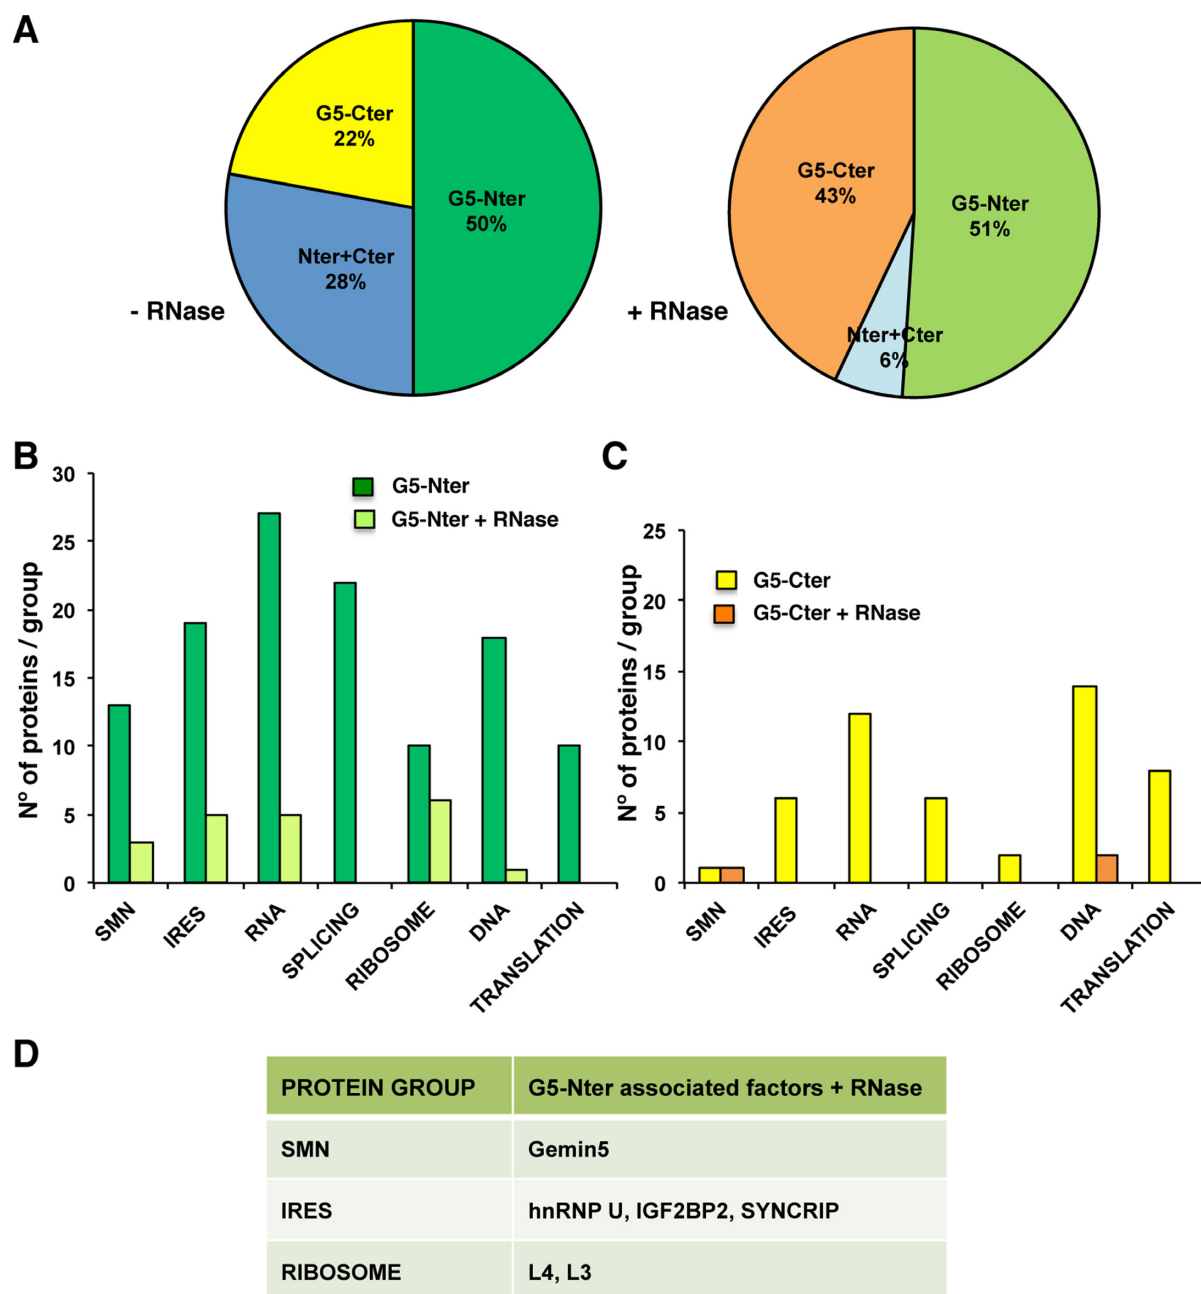 A
G5-Cter
22%
G5-Nter
50%
Nter+Cter
28%
- RNase
G5-Cter
43%
G5-Nter
51%
Nter+Cter
6%
+ RNase
B
Nº of proteins / group
30
25
20
15
10
5
0
G5-Nter
G5-Nter + RNase
SMN
IRES
RNA
SPLICING
RIBOSOME
DNA
TRANSLATION
C
Nº of proteins / group
25
20
15
10
5
0
G5-Cter
G5-Cter + RNase
SMN
IRES
RNA
SPLICING
RIBOSOME
DNA
TRANSLATION
D
PROTEIN GROUP G5-Nter associated factors + RNase
SMN Gemin5
IRES hnRNP U, IGF2BP2, SYNCRIP
RIBOSOME L4, L3